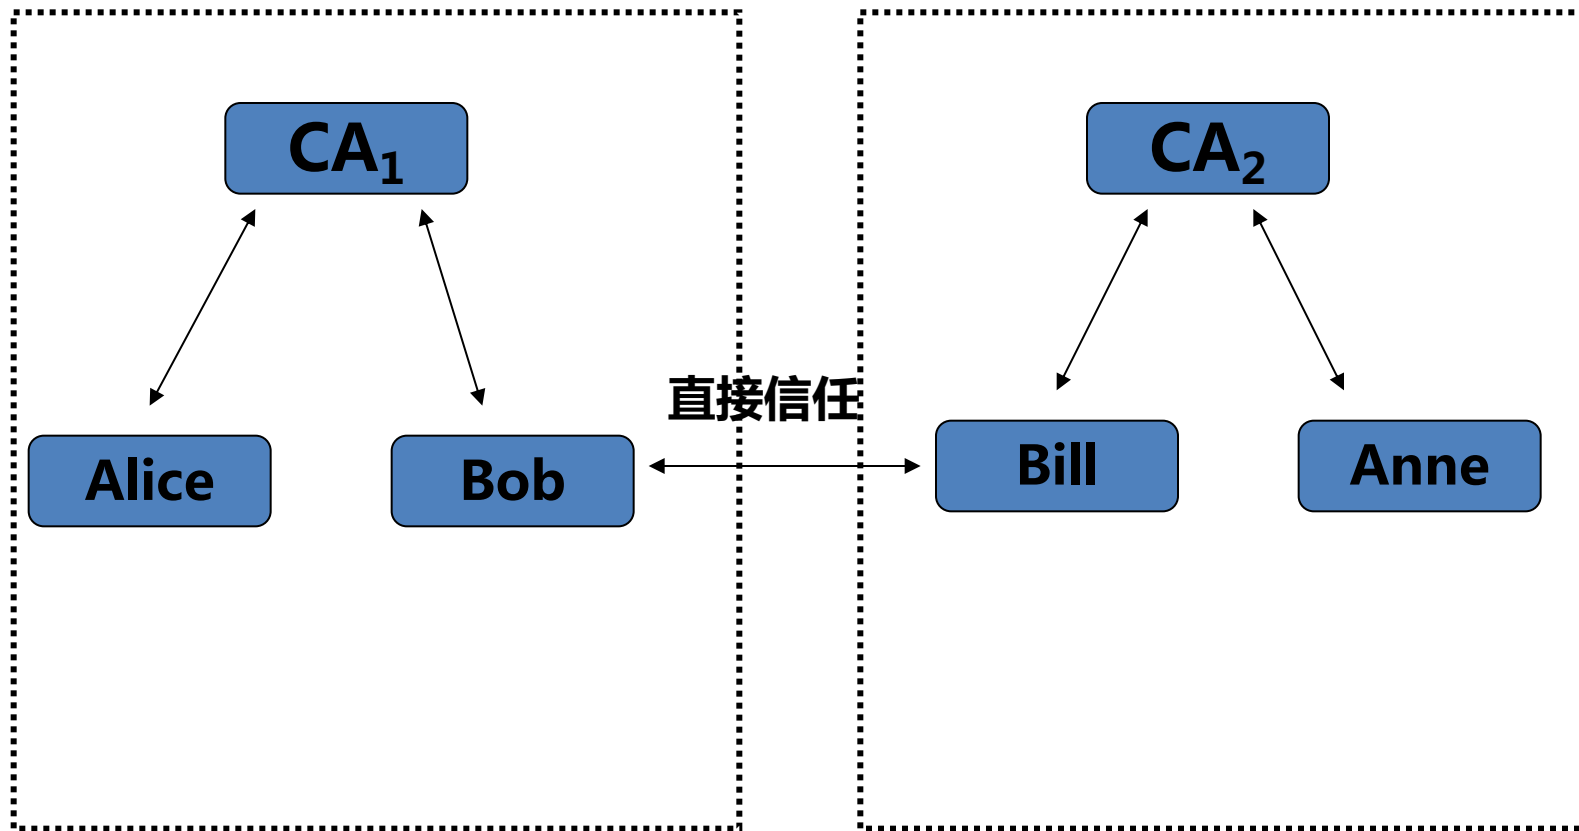 CA₁
CA₂
直接信任
Alice
Bob
Bill
Anne